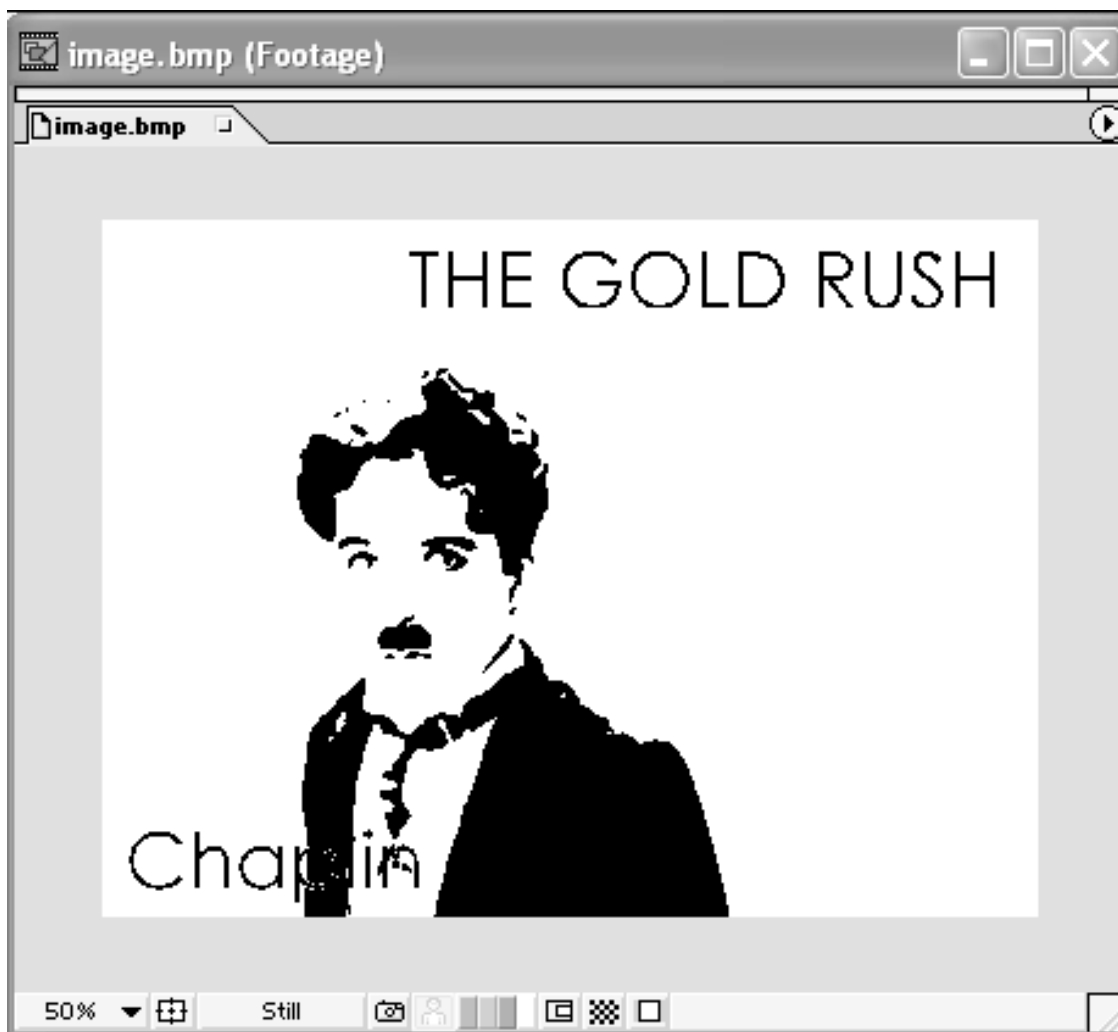 image.bmp (Footage)
image.bmp
THE GOLD RUSH
Chaplin
50%
Still